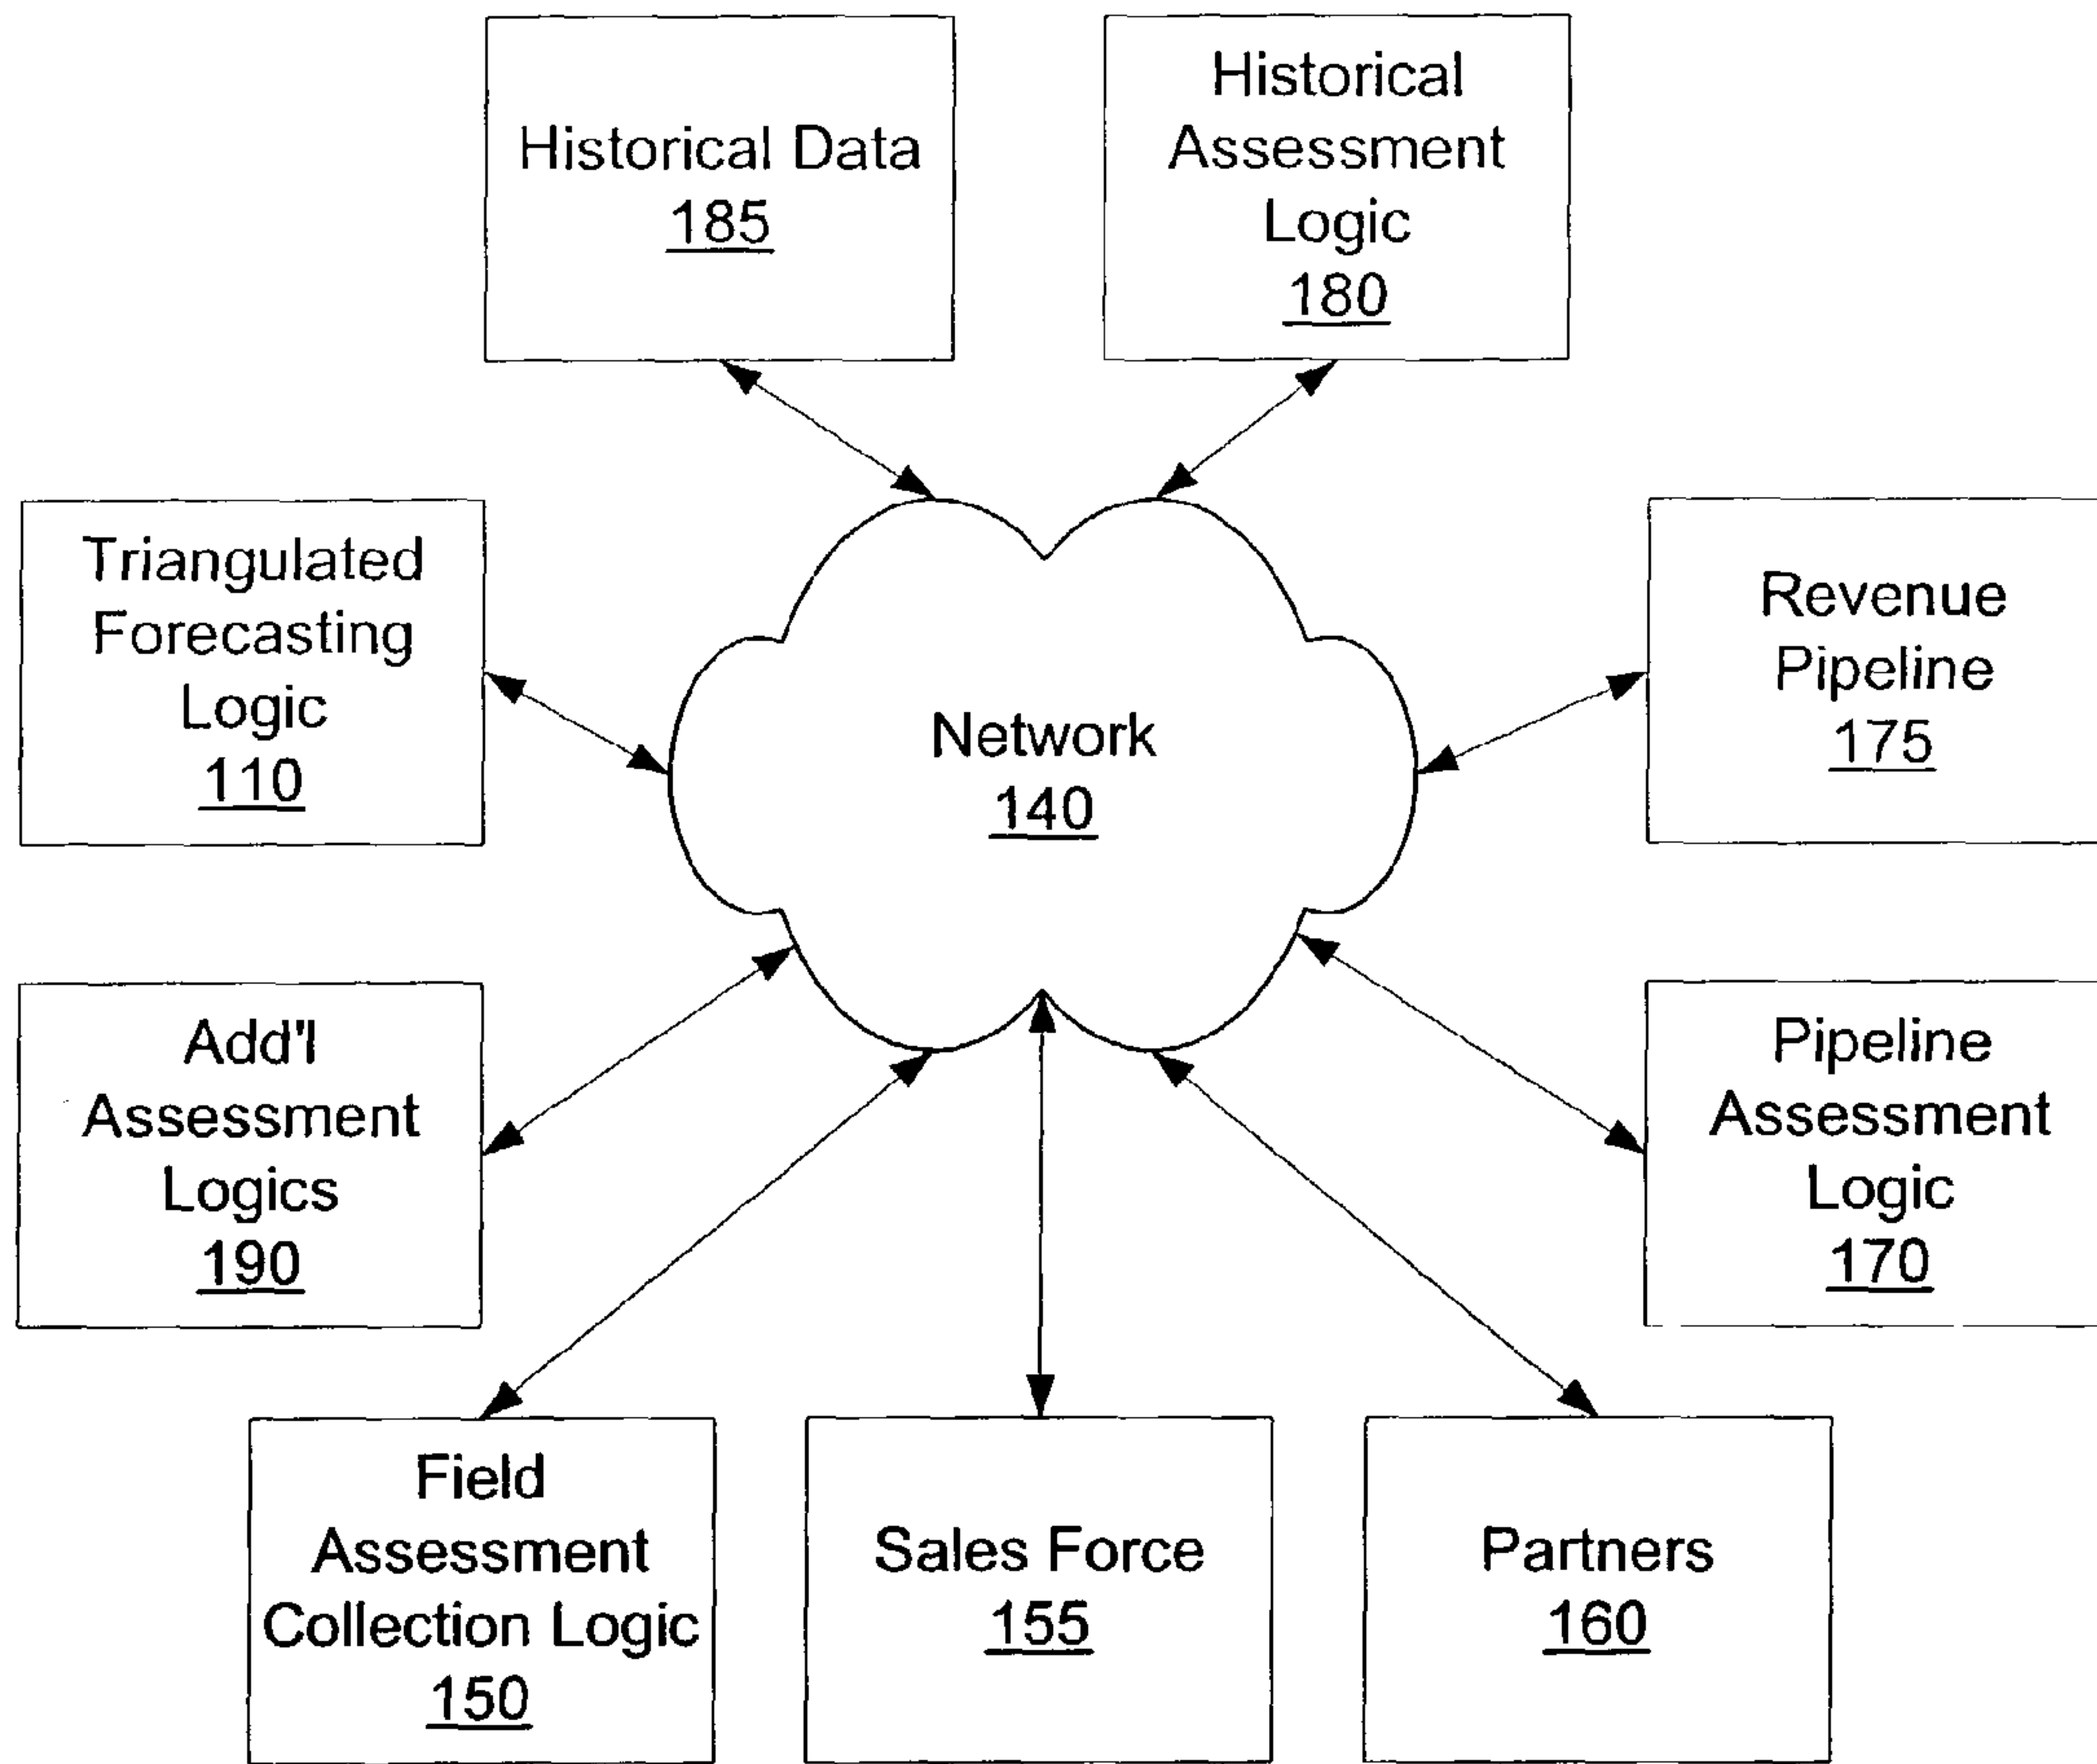 Historical Data
185
Historical
Assessment
Logic
180
Triangulated
Forecasting
Logic
110
Network
140
Revenue
Pipeline
175
Add'l
Assessment
Logics
190
Pipeline
Assessment
Logic
170
Field
Assessment
Collection Logic
150
Sales Force
155
Partners
160